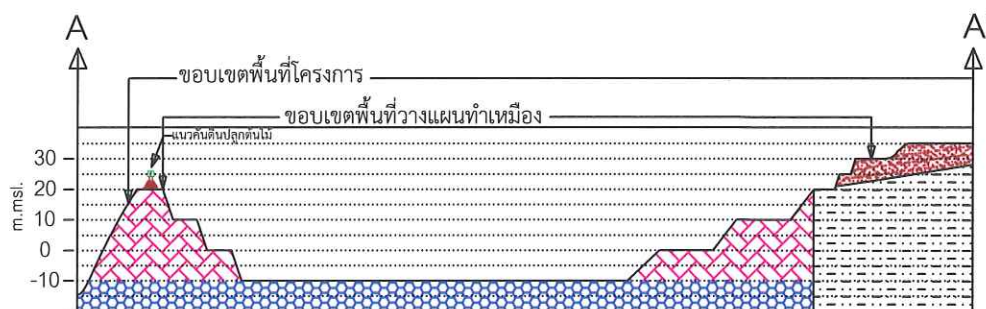 A A
ขอบเขตพื้นที่โครงการ
ขอบเขตพื้นที่วางแผนทำเหมือง
แนวคันดินปลูกต้นไม้
30
20
10
0
-10
m.msl.